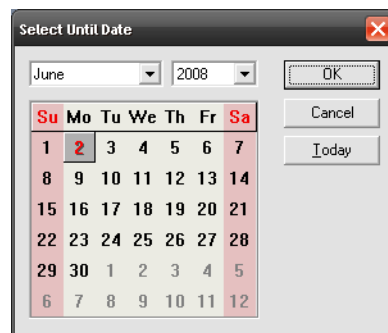 Select Until Date
June 2008 OK
Su Mo Tu We Th Fr Sa Cancel
1 2 3 4 5 6 7 Today
8 9 10 11 12 13 14
15 16 17 18 19 20 21
22 23 24 25 26 27 28
29 30 1 2 3 4 5
6 7 8 9 10 11 12